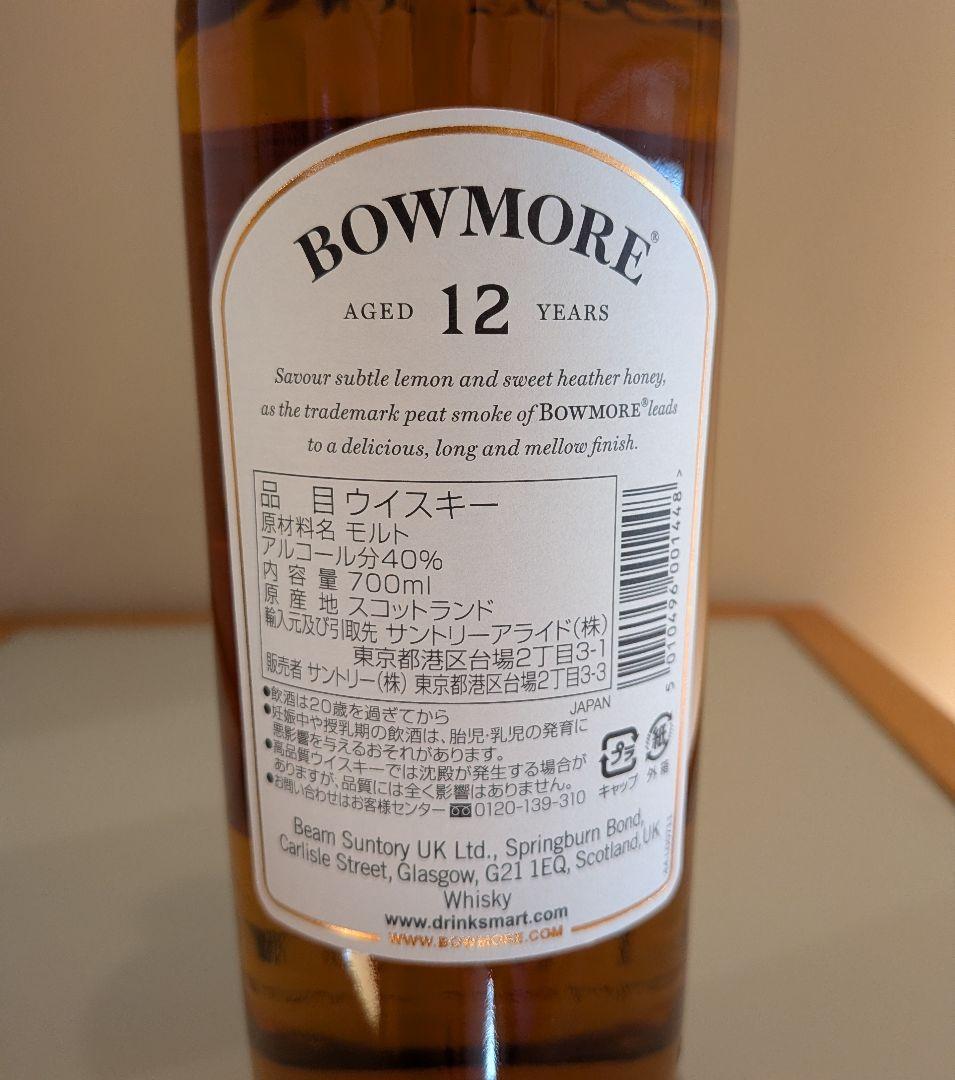 BOWMORE®
AGED 12 YEARS
Savour subtle lemon and sweet heather honey,
as the trademark peat smoke of BOWMORE® leads
to a delicious, long and mellow finish.
品 目 ウイスキー
原材料名 モルト
アルコール分40%
内容量 700ml
原産地 スコットランド
輸入元及び引取先 サントリーアライド(株)
東京都港区台場2丁目3-1
販売者 サントリー(株) 東京都港区台場2丁目3-3
5 010496 001448 >
JAPAN
●飲酒は20歳を過ぎてから
●妊娠中や授乳期の飲酒は、胎児・乳児の発育に
悪影響を与えるおそれがあります。
●高品質ウイスキーでは沈殿が発生する場合が
ありますが、品質には全く影響はありません。
●お問い合わせはお客様センター 0120-139-310
プラ
キャップ
紙
外箱
Beam Suntory UK Ltd., Springburn Bond,
Carlisle Street, Glasgow, G21 1EQ, Scotland, UK
Whisky
www.drinksmart.com
WWW.BOWMORE.COM